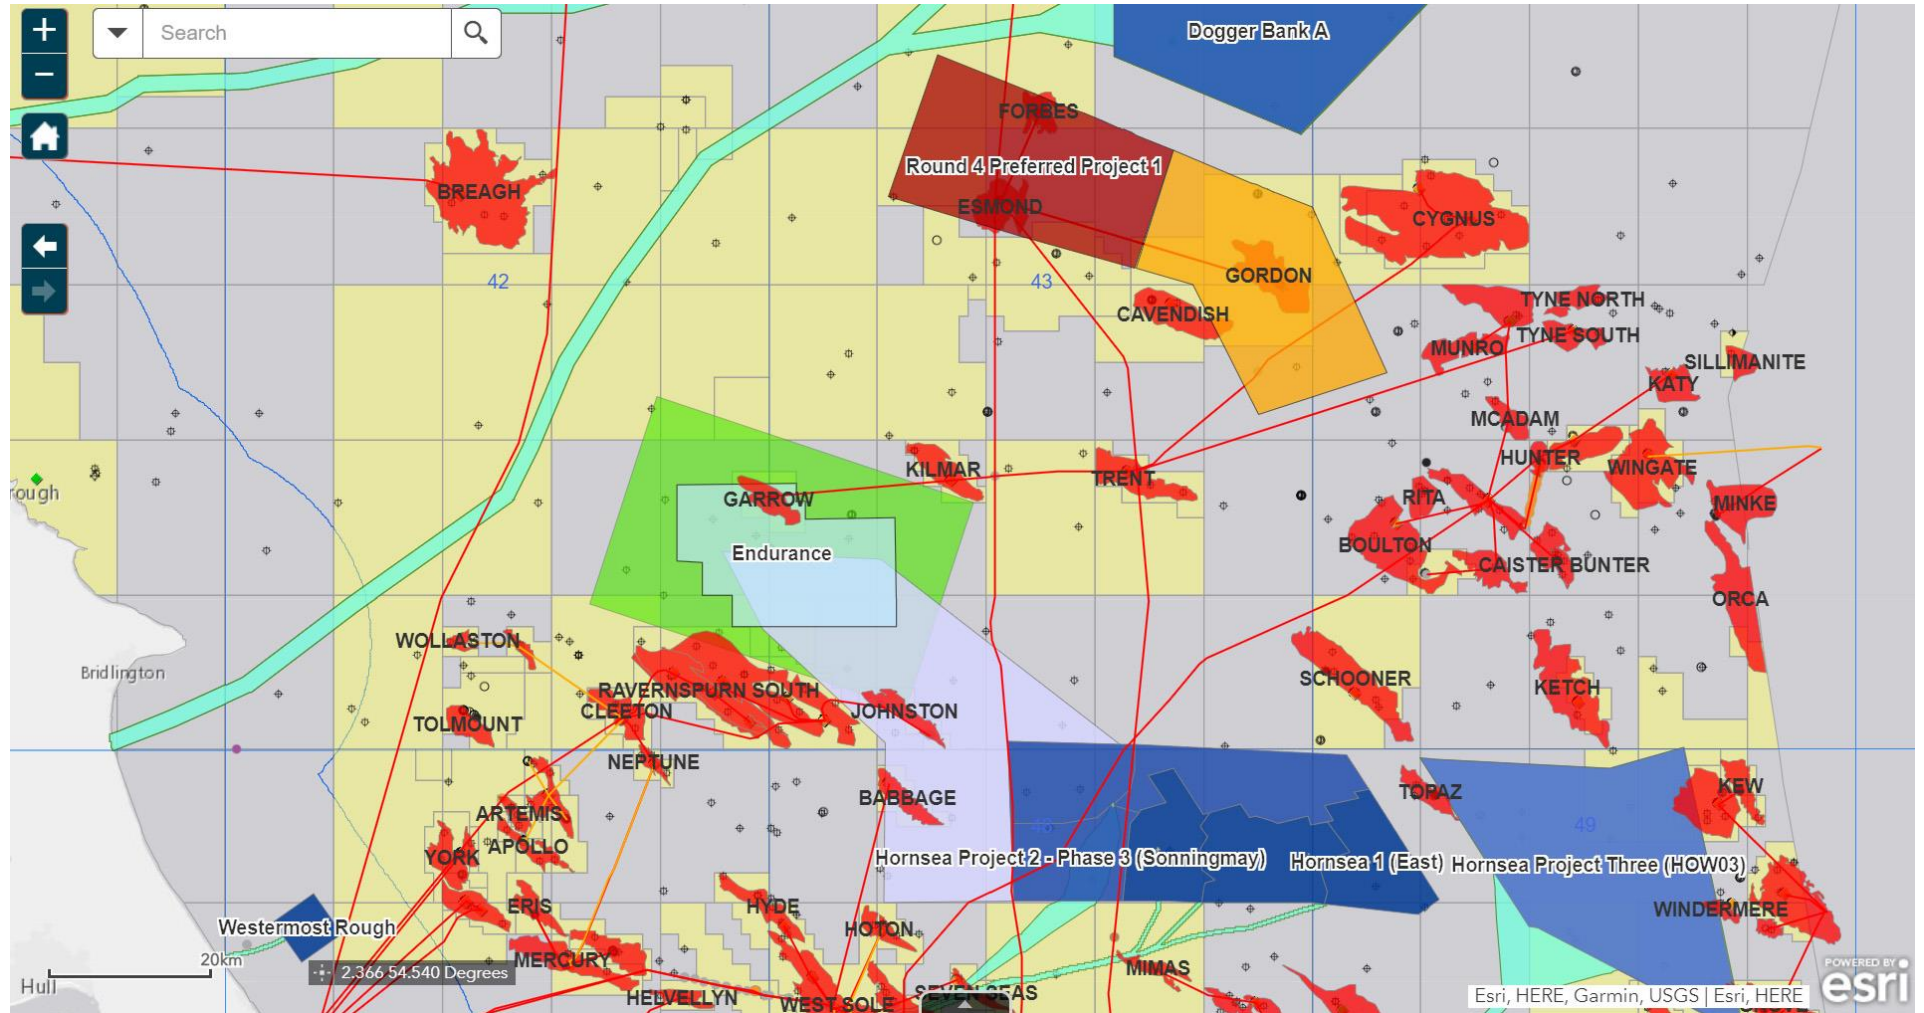 +
Search
−
Dogger Bank A
FORBES
Round 4 Preferred Project 1
BREAGH
ESMOND
CYGNUS
42
43
GORDON
CAVENDISH
TYNE NORTH
TYNE SOUTH
MUNRO
SILLIMANITE
KATY
MCADAM
HUNTER
WINGATE
KILMAR
TRENT
rough
GARROW
RITA
MINKE
Endurance
BOULTON
CAISTER BUNTER
ORCA
WOLLASTON
Bridlington
RAVERNSPURN SOUTH
SCHOONER
KETCH
CLEETON
JOHNSTON
TOLMOUNT
NEPTUNE
BABBAGE
TOPAZ
KEW
ARTEMIS
48
49
APOLLO
YORK
Hornsea Project 2 - Phase 3 (Sonningmay)
Hornsea 1 (East)
Hornsea Project Three (HOW03)
ERIS
HYDE
WINDERMERE
Westermost Rough
HOTON
20km
MERCURY
MIMAS
2.366 54.540 Degrees
Hull
HELVELLYN
WEST SOLE
SEVEN SEAS
POWERED BY
esri
Esri, HERE, Garmin, USGS | Esri, HERE